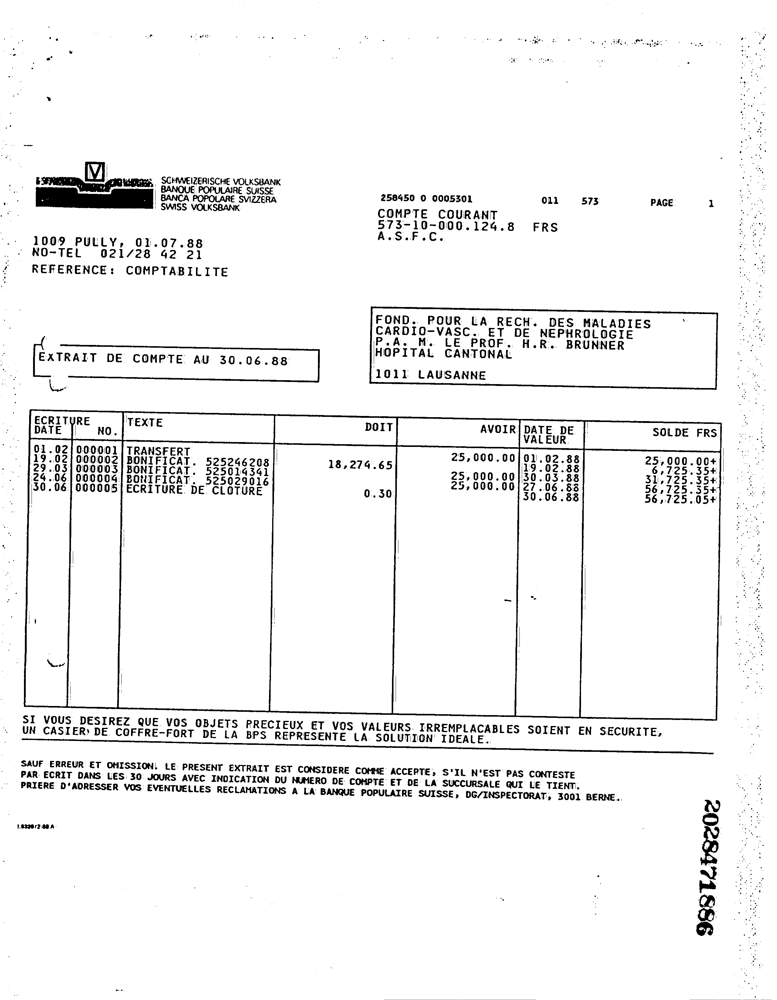 SCHWEIZERISCHE VOLKSBANK
BANQUE POPULAIRE SUISSE
BANCA POPOLARE SVIZZERA
SWISS VOLKSBANK
258450 0 0005301 011 573 PAGE 1
COMPTE COURANT
573-10-000.124.8 FRS
A.S.F.C.
1009 PULLY, 01.07.88
NO-TEL 021/28 42 21
REFERENCE: COMPTABILITE
FOND. POUR LA RECH. DES MALADIES
CARDIO-VASC. ET DE NEPHROLOGIE
P.A. M. LE PROF. H.R. BRUNNER
HOPITAL CANTONAL
1011 LAUSANNE
EXTRAIT DE COMPTE AU 30.06.88
ECRITURE DATE NO. TEXTE DOIT AVOIR DATE DE VALEUR SOLDE FRS
01.02 000001 TRANSFERT 25,000.00 01.02.88 25,000.00+
19.02 000002 BONIFICAT. 525246208 18,274.65 19.02.88 6,725.35+
29.03 000003 BONIFICAT. 525014341 25,000.00 30.03.88 31,725.35+
24.06 000004 BONIFICAT. 525029016 25,000.00 27.06.88 56,725.35+
30.06 000005 ECRITURE DE CLOTURE 0.30 30.06.88 56,725.05+
SI VOUS DESIREZ QUE VOS OBJETS PRECIEUX ET VOS VALEURS IRREMPLACABLES SOIENT EN SECURITE,
UN CASIER DE COFFRE-FORT DE LA BPS REPRESENTE LA SOLUTION IDEALE.
SAUF ERREUR ET OMISSION. LE PRESENT EXTRAIT EST CONSIDERE COMME ACCEPTE, S'IL N'EST PAS CONTESTE
PAR ECRIT DANS LES 30 JOURS AVEC INDICATION DU NUMERO DE COMPTE ET DE LA SUCCURSALE QUI LE TIENT.
PRIERE D'ADRESSER VOS EVENTUELLES RECLAMATIONS A LA BANQUE POPULAIRE SUISSE, DG/INSPECTORAT, 3001 BERNE.
2028471886